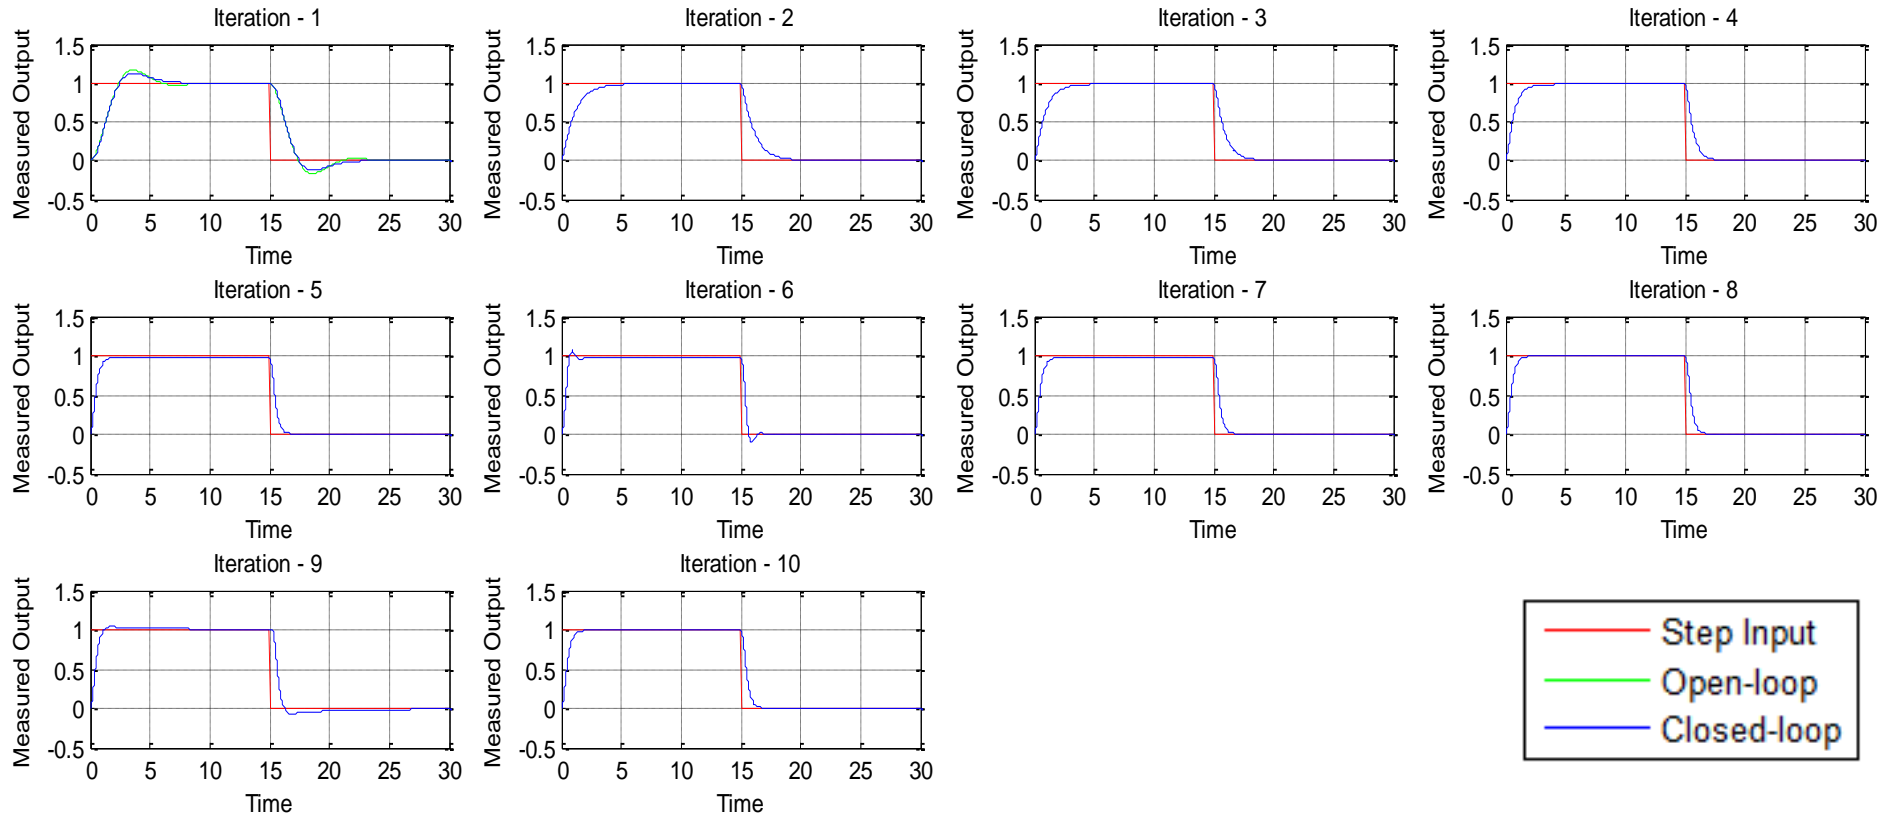 Iteration - 1
Measured Output
1.5
1
0.5
0
-0.5
0 5 10 15 20 25 30
Time
Iteration - 2
Measured Output
1.5
1
0.5
0
-0.5
0 5 10 15 20 25 30
Time
Iteration - 3
Measured Output
1.5
1
0.5
0
-0.5
0 5 10 15 20 25 30
Time
Iteration - 4
Measured Output
1.5
1
0.5
0
-0.5
0 5 10 15 20 25 30
Time
Iteration - 5
Measured Output
1.5
1
0.5
0
-0.5
0 5 10 15 20 25 30
Time
Iteration - 6
Measured Output
1.5
1
0.5
0
-0.5
0 5 10 15 20 25 30
Time
Iteration - 7
Measured Output
1.5
1
0.5
0
-0.5
0 5 10 15 20 25 30
Time
Iteration - 8
Measured Output
1.5
1
0.5
0
-0.5
0 5 10 15 20 25 30
Time
Iteration - 9
Measured Output
1.5
1
0.5
0
-0.5
0 5 10 15 20 25 30
Time
Iteration - 10
Measured Output
1.5
1
0.5
0
-0.5
0 5 10 15 20 25 30
Time
Step Input
Open-loop
Closed-loop